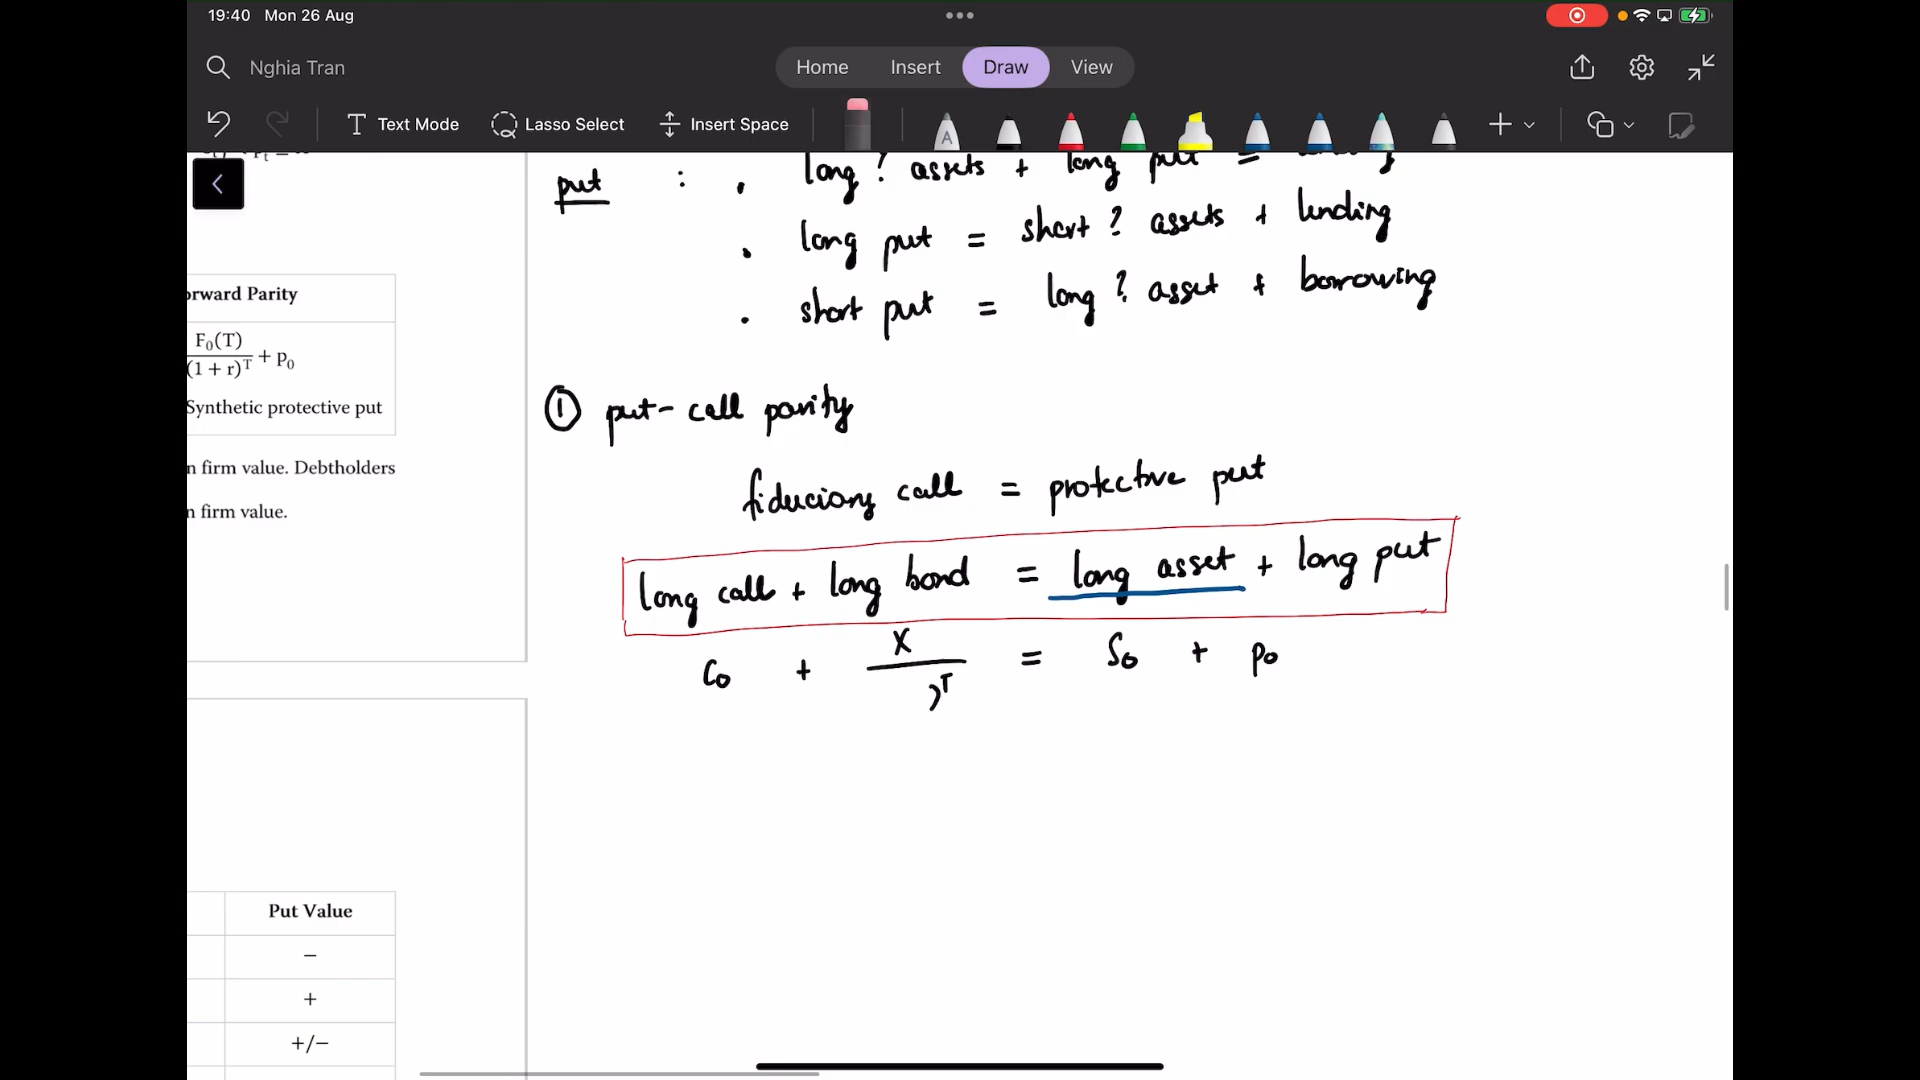 19:40 Mon 26 Aug
Nghia Tran
Home Insert Draw View
T Text Mode Lasso Select Insert Space
A
put : • long ? assets + long put =
• long put = short ? assets + lending
• short put = long ? asset + borrowing
orward Parity
F₀(T)
(1 + r)ᵀ + p₀
Synthetic protective put
n firm value. Debtholders
n firm value.
① put- call parity
fiduciary call = protective put
long call + long bond = long asset + long put
c₀ + X = S₀ + p₀
)ᵀ
Put Value
−
+
+/−